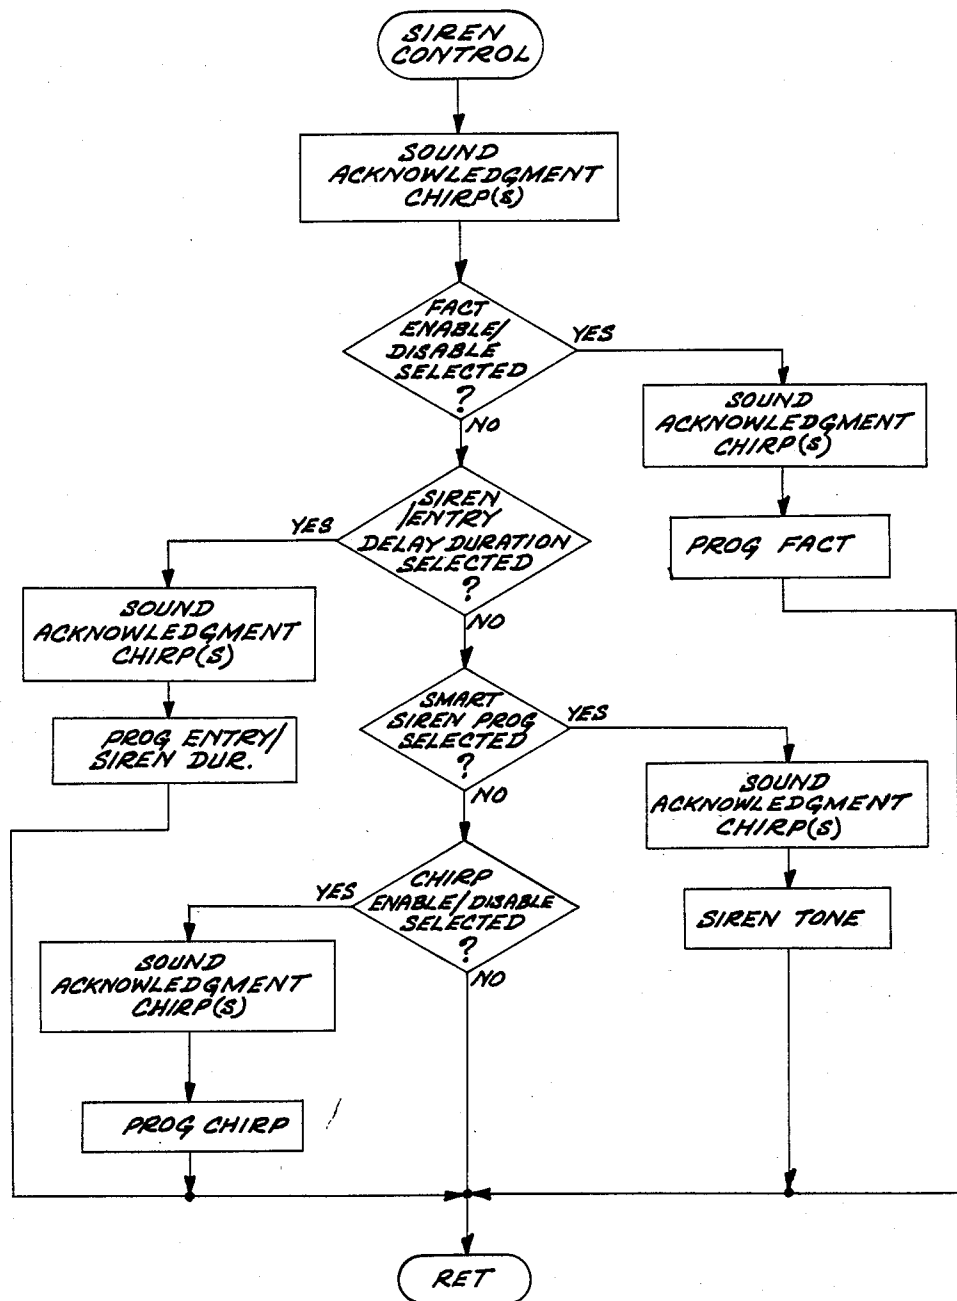 SIREN
CONTROL
SOUND
ACKNOWLEDGMENT
CHIRP(S)
FACT
ENABLE/
DISABLE
SELECTED
?
YES
NO
SOUND
ACKNOWLEDGMENT
CHIRP(S)
PROG FACT
SIREN
/ENTRY
DELAY DURATION
SELECTED
?
YES
NO
SOUND
ACKNOWLEDGMENT
CHIRP(S)
PROG ENTRY/
SIREN DUR.
SMART
SIREN PROG
SELECTED
?
YES
NO
SOUND
ACKNOWLEDGMENT
CHIRP(S)
SIREN TONE
CHIRP
ENABLE/DISABLE
SELECTED
?
YES
NO
SOUND
ACKNOWLEDGMENT
CHIRP(S)
PROG CHIRP
RET